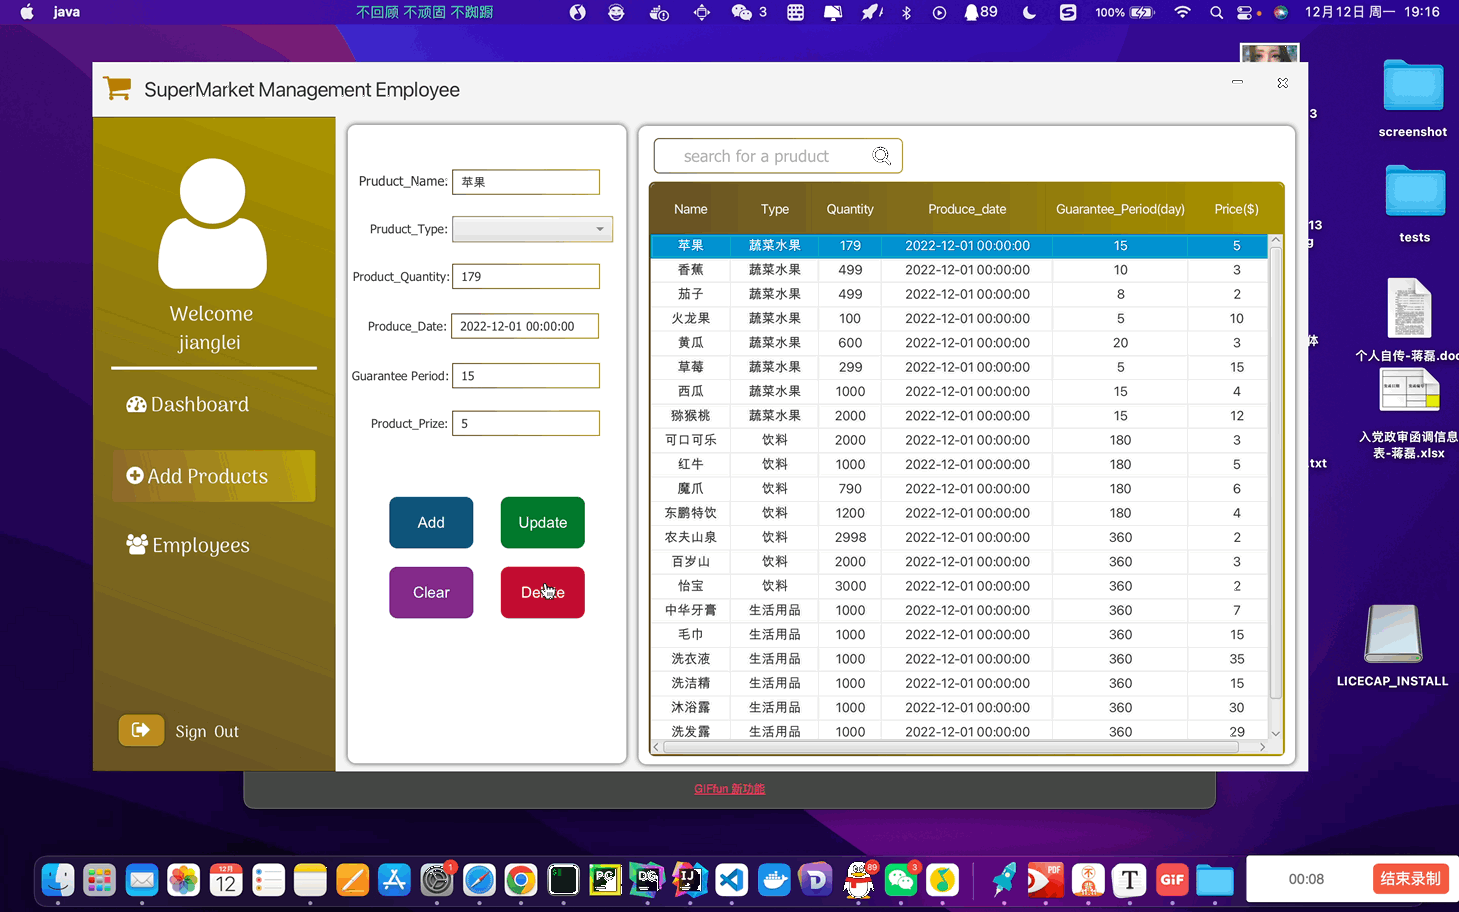 java
不回顾 不顽固 不踟蹰
3
89
100%
12月12日 周一 19:16
SuperMarket Management Employee
Welcome
jianglei
Dashboard
Add Products
Employees
Sign Out
Pruduct_Name: 苹果
Pruduct_Type:
Product_Quantity: 179
Produce_Date: 2022-12-01 00:00:00
Guarantee Period: 15
Product_Prize: 5
Add Update
Clear
search for a pruduct
Name Type Quantity Produce_date Guarantee_Period(day) Price($)
苹果 蔬菜水果 179 2022-12-01 00:00:00 15 5
香蕉 蔬菜水果 499 2022-12-01 00:00:00 10 3
茄子 蔬菜水果 499 2022-12-01 00:00:00 8 2
火龙果 蔬菜水果 100 2022-12-01 00:00:00 5 10
黄瓜 蔬菜水果 600 2022-12-01 00:00:00 20 3
草莓 蔬菜水果 299 2022-12-01 00:00:00 5 15
西瓜 蔬菜水果 1000 2022-12-01 00:00:00 15 4
猕猴桃 蔬菜水果 2000 2022-12-01 00:00:00 15 12
可口可乐 饮料 2000 2022-12-01 00:00:00 180 3
红牛 饮料 1000 2022-12-01 00:00:00 180 5
魔爪 饮料 790 2022-12-01 00:00:00 180 6
东鹏特饮 饮料 1200 2022-12-01 00:00:00 180 4
农夫山泉 饮料 2998 2022-12-01 00:00:00 360 2
百岁山 饮料 2000 2022-12-01 00:00:00 360 3
怡宝 饮料 3000 2022-12-01 00:00:00 360 2
中华牙膏 生活用品 1000 2022-12-01 00:00:00 360 7
毛巾 生活用品 1000 2022-12-01 00:00:00 360 15
洗衣液 生活用品 1000 2022-12-01 00:00:00 360 35
洗洁精 生活用品 1000 2022-12-01 00:00:00 360 15
沐浴露 生活用品 1000 2022-12-01 00:00:00 360 30
洗发露 生活用品 1000 2022-12-01 00:00:00 360 29
screenshot
tests
个人自传-蒋磊.doc
入党政审函调信息
表-蒋磊.xlsx
.txt
LICECAP_INSTALL
GIFfun 新功能
12月
12
1
PC
DG
IJ
89
3
PDF
T
GIF
00:08
结束录制